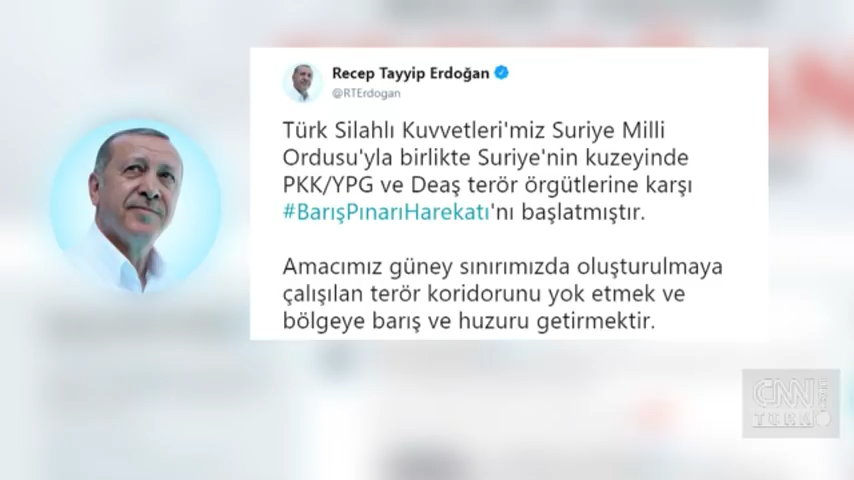 Recep Tayyip Erdoğan
@RTErdogan
Türk Silahlı Kuvvetleri'miz Suriye Milli
Ordusu'yla birlikte Suriye'nin kuzeyinde
PKK/YPG ve Deaş terör örgütlerine karşı
#BarışPınarıHarekatı'nı başlatmıştır.
Amacımız güney sınırımızda oluşturulmaya
çalışılan terör koridorunu yok etmek ve
bölgeye barış ve huzuru getirmektir.
CNN
TÜRK